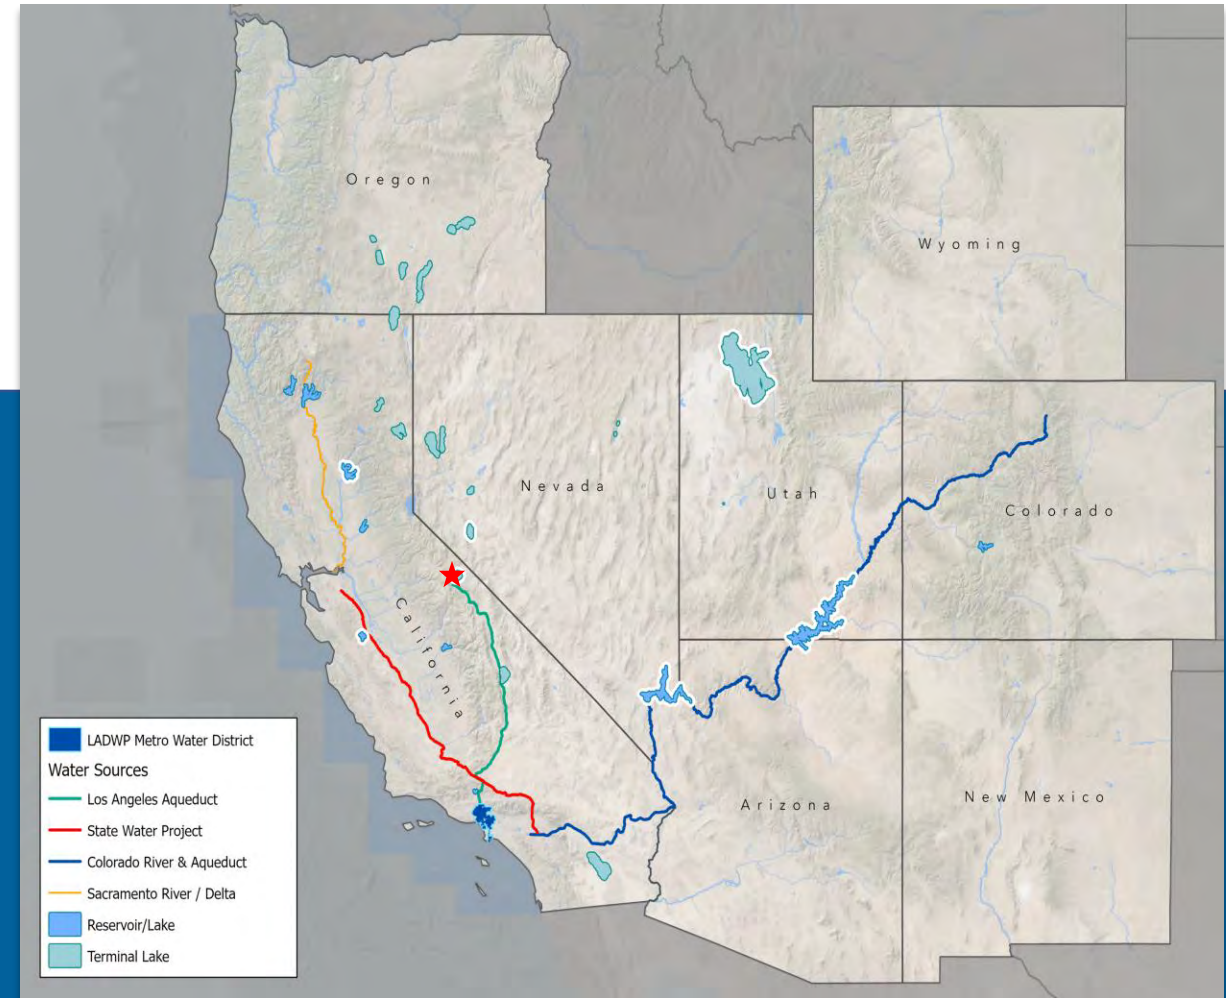 Oregon
Wyoming
Nevada
Utah
Colorado
California
Arizona
New Mexico
LADWP Metro Water District
Water Sources
Los Angeles Aqueduct
State Water Project
Colorado River & Aqueduct
Sacramento River / Delta
Reservoir/Lake
Terminal Lake